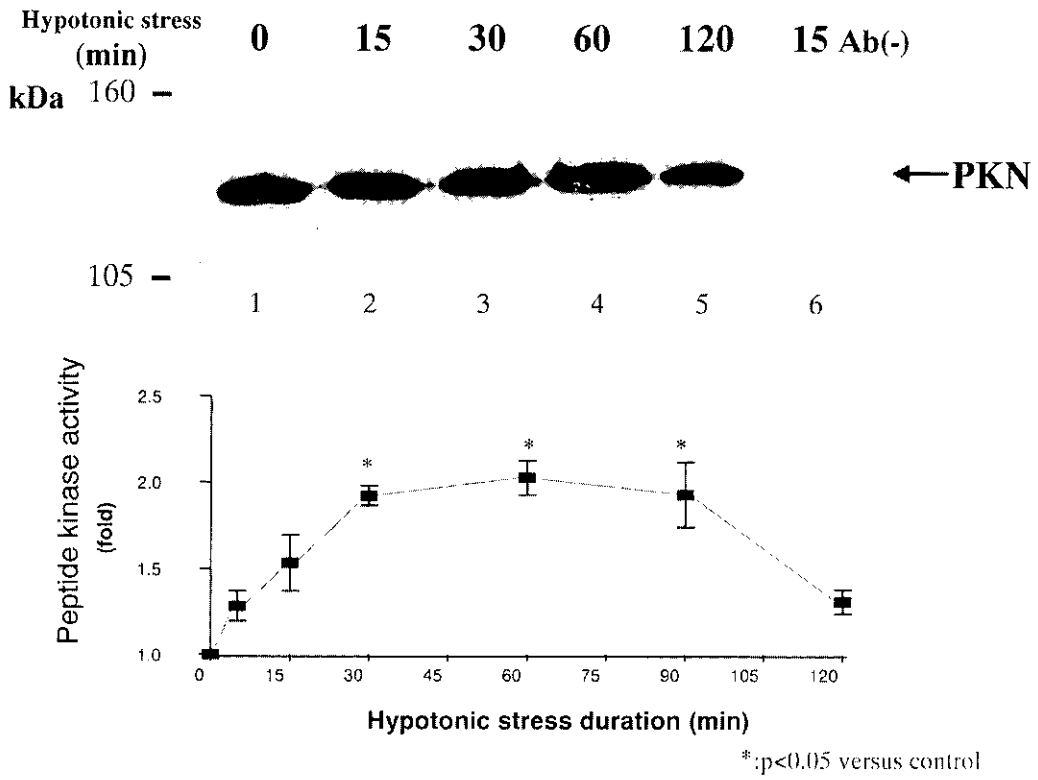 Hypotonic stress
(min) 0 15 30 60 120 15 Ab(-)
kDa 160
PKN
105
1 2 3 4 5 6
Peptide kinase activity
(fold)
2.5
* * *
2.0
1.5
1.0
0 15 30 45 60 75 90 105 120
Hypotonic stress duration (min)
*:p<0.05 versus control